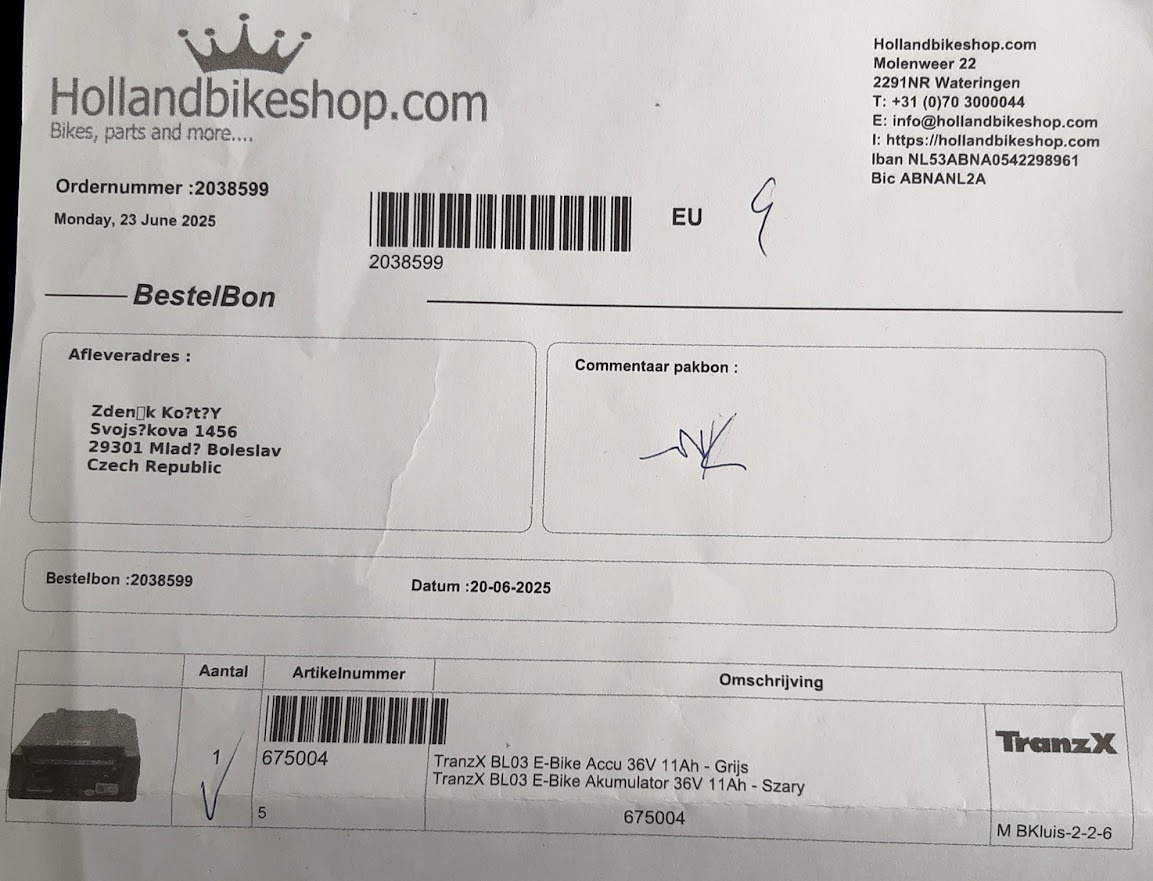 Hollandbikeshop.com
Bikes, parts and more....
Hollandbikeshop.com
Molenweer 22
2291NR Wateringen
T: +31 (0)70 3000044
E: info@hollandbikeshop.com
I: https://hollandbikeshop.com
Iban NL53ABNA0542298961
Bic ABNANL2A
Ordernummer :2038599
Monday, 23 June 2025
2038599
EU
9
BestelBon
Afleveradres :
Zden▯k Ko?t?Y
Svojs?kova 1456
29301 Mlad? Boleslav
Czech Republic
Commentaar pakbon :
Bestelbon :2038599
Datum :20-06-2025
Aantal
Artikelnummer
Omschrijving
1
675004
TranzX BL03 E-Bike Accu 36V 11Ah - Grijs
TranzX BL03 E-Bike Akumulator 36V 11Ah - Szary
TranzX
5
675004
M BKluis-2-2-6